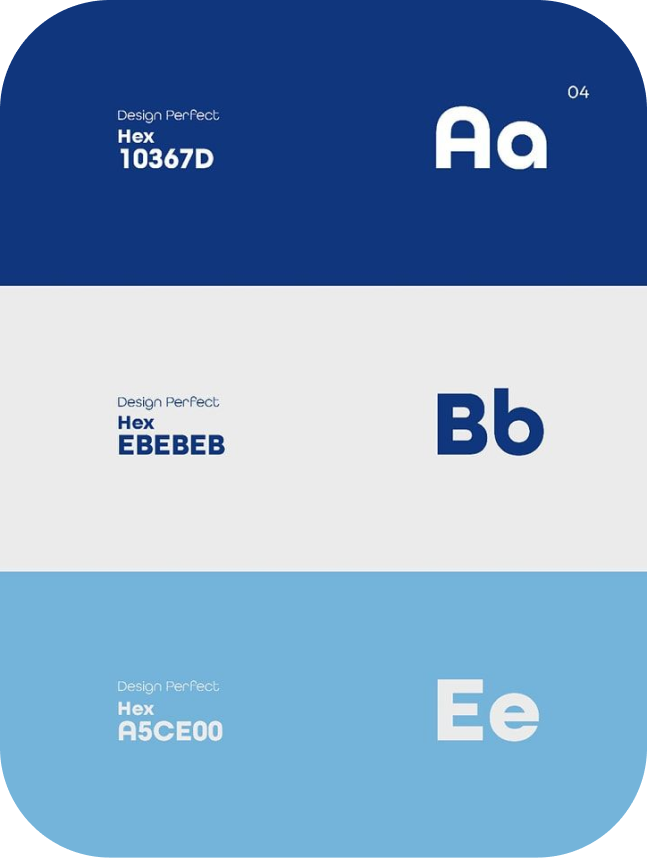 04
Design Perfect
Hex
10367D
Aa
Design Perfect
Hex
EBEBEB
Bb
Design Perfect
Hex
A5CE00
Ee